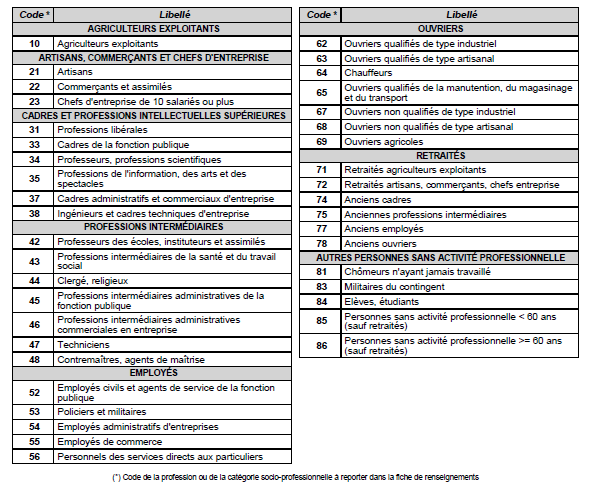 Code * Libellé
AGRICULTEURS EXPLOITANTS
10 Agriculteurs exploitants
ARTISANS, COMMERÇANTS ET CHEFS D'ENTREPRISE
21 Artisans
22 Commerçants et assimilés
23 Chefs d'entreprise de 10 salariés ou plus
CADRES ET PROFESSIONS INTELLECTUELLES SUPÉRIEURES
31 Professions libérales
33 Cadres de la fonction publique
34 Professeurs, professions scientifiques
35 Professions de l'information, des arts et des
spectacles
37 Cadres administratifs et commerciaux d'entreprise
38 Ingénieurs et cadres techniques d'entreprise
PROFESSIONS INTERMÉDIAIRES
42 Professeurs des écoles, instituteurs et assimilés
43 Professions intermédiaires de la santé et du travail
social
44 Clergé, religieux
45 Professions intermédiaires administratives de la
fonction publique
46 Professions intermédiaires administratives
commerciales en entreprise
47 Techniciens
48 Contremaîtres, agents de maîtrise
EMPLOYÉS
52 Employés civils et agents de service de la fonction
publique
53 Policiers et militaires
54 Employés administratifs d'entreprises
55 Employés de commerce
56 Personnels des services directs aux particuliers
Code * Libellé
OUVRIERS
62 Ouvriers qualifiés de type industriel
63 Ouvriers qualifiés de type artisanal
64 Chauffeurs
65 Ouvriers qualifiés de la manutention, du magasinage
et du transport
67 Ouvriers non qualifiés de type industriel
68 Ouvriers non qualifiés de type artisanal
69 Ouvriers agricoles
RETRAITÉS
71 Retraités agriculteurs exploitants
72 Retraités artisans, commerçants, chefs entreprise
74 Anciens cadres
75 Anciennes professions intermédiaires
77 Anciens employés
78 Anciens ouvriers
AUTRES PERSONNES SANS ACTIVITÉ PROFESSIONNELLE
81 Chômeurs n'ayant jamais travaillé
83 Militaires du contingent
84 Elèves, étudiants
85 Personnes sans activité professionnelle < 60 ans
(sauf retraités)
86 Personnes sans activité professionnelle >= 60 ans
(sauf retraités)
(*) Code de la profession ou de la catégorie socio-professionnelle à reporter dans la fiche de renseignements